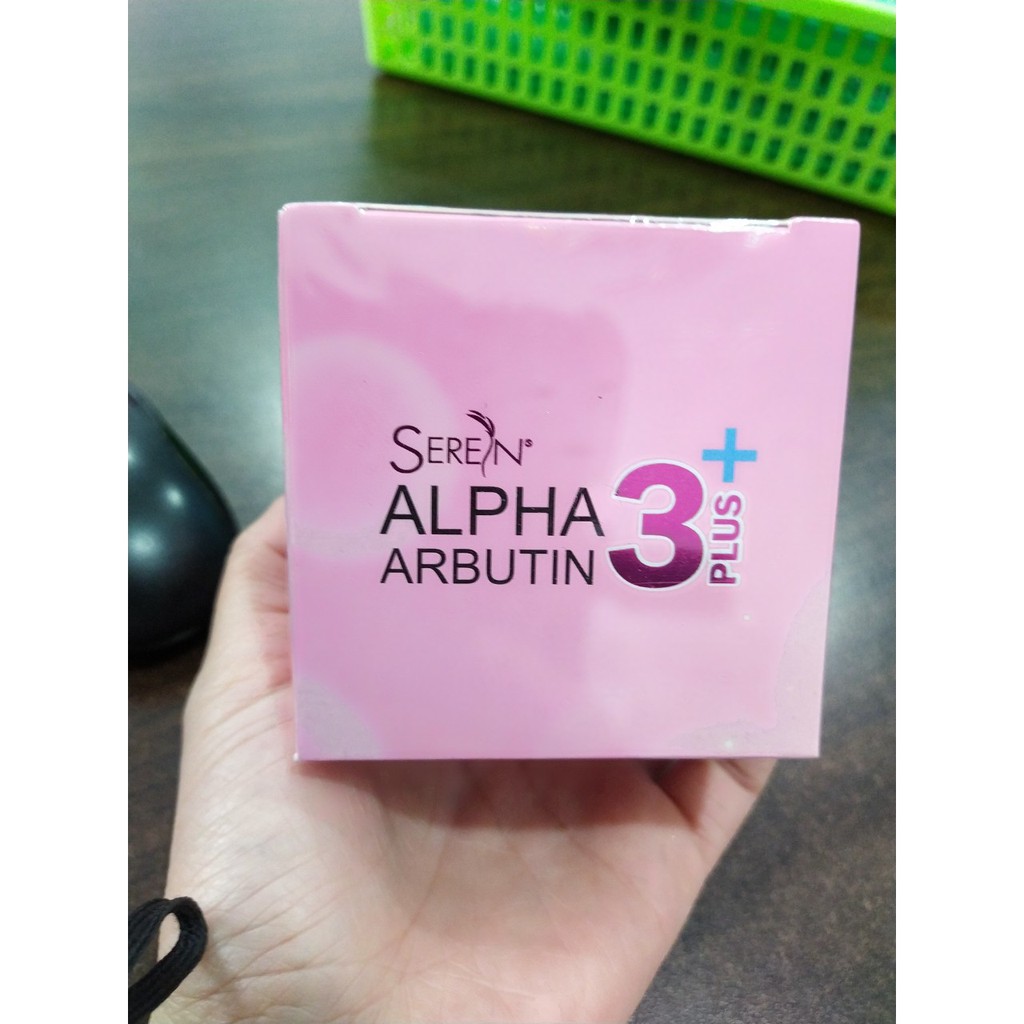 SEREIN®
ALPHA
ARBUTIN
3
PLUS
+